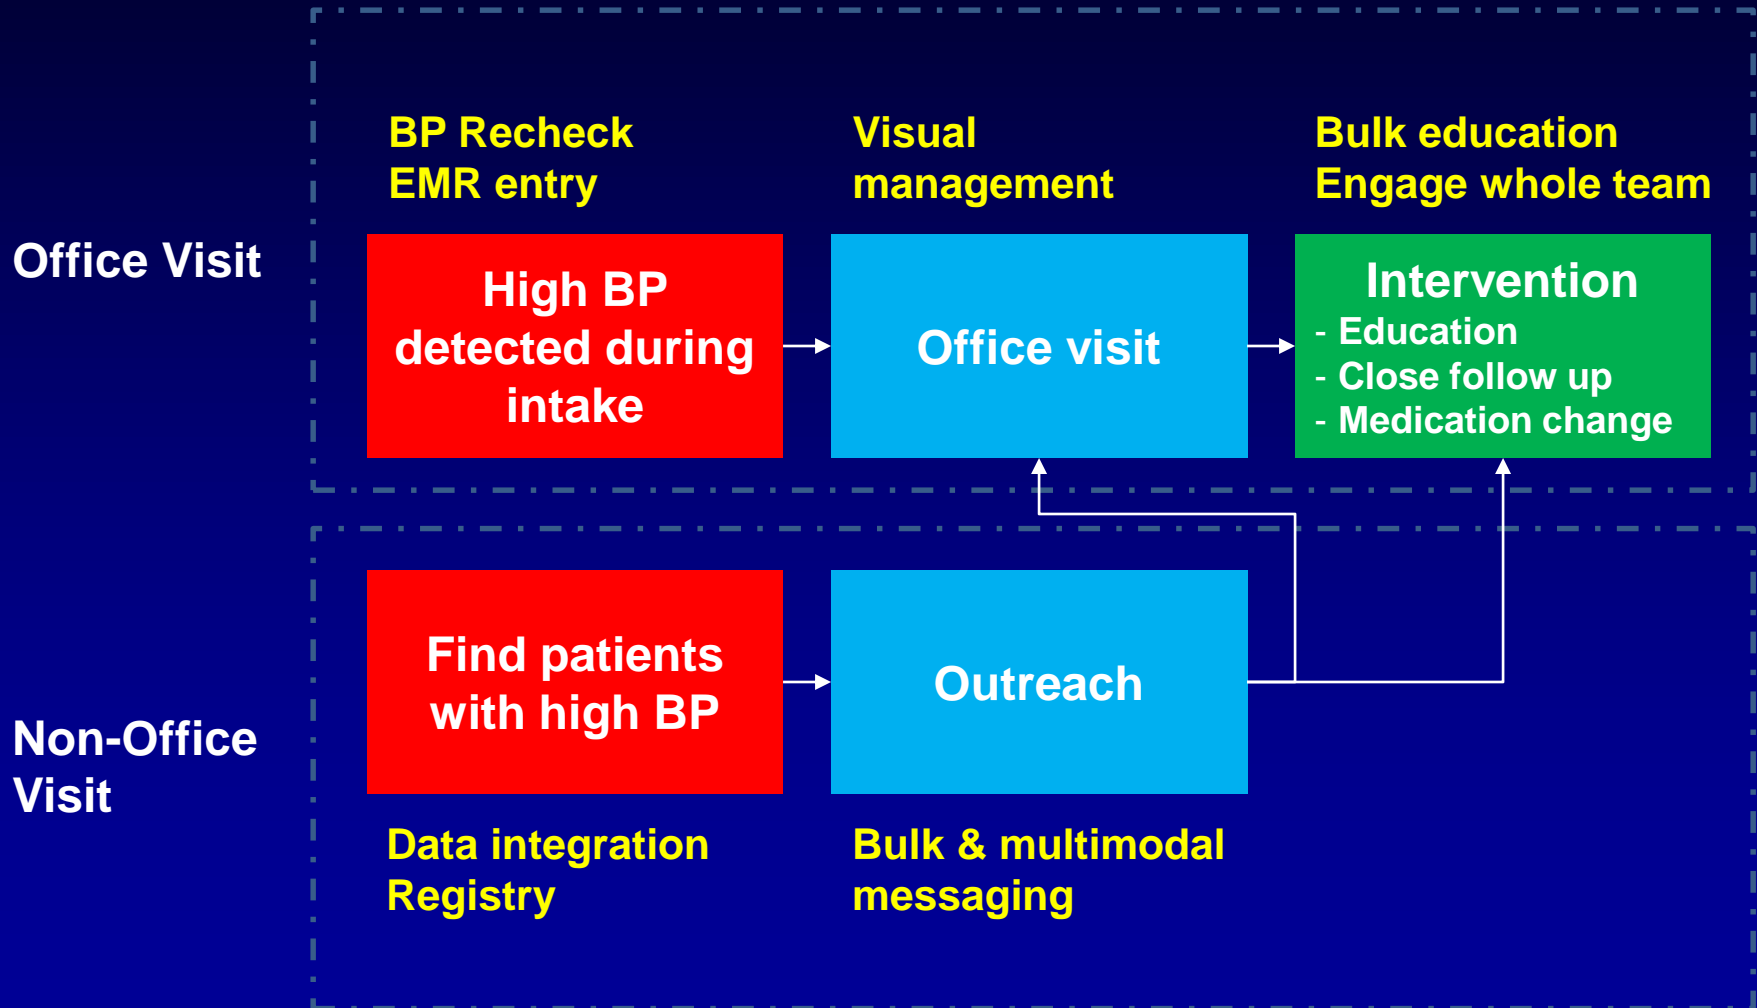 Office Visit
BP Recheck
EMR entry
Visual
management
Bulk education
Engage whole team
High BP
detected during
intake
Office visit
Intervention
- Education
- Close follow up
- Medication change
Non-Office
Visit
Find patients
with high BP
Outreach
Data integration
Registry
Bulk & multimodal
messaging